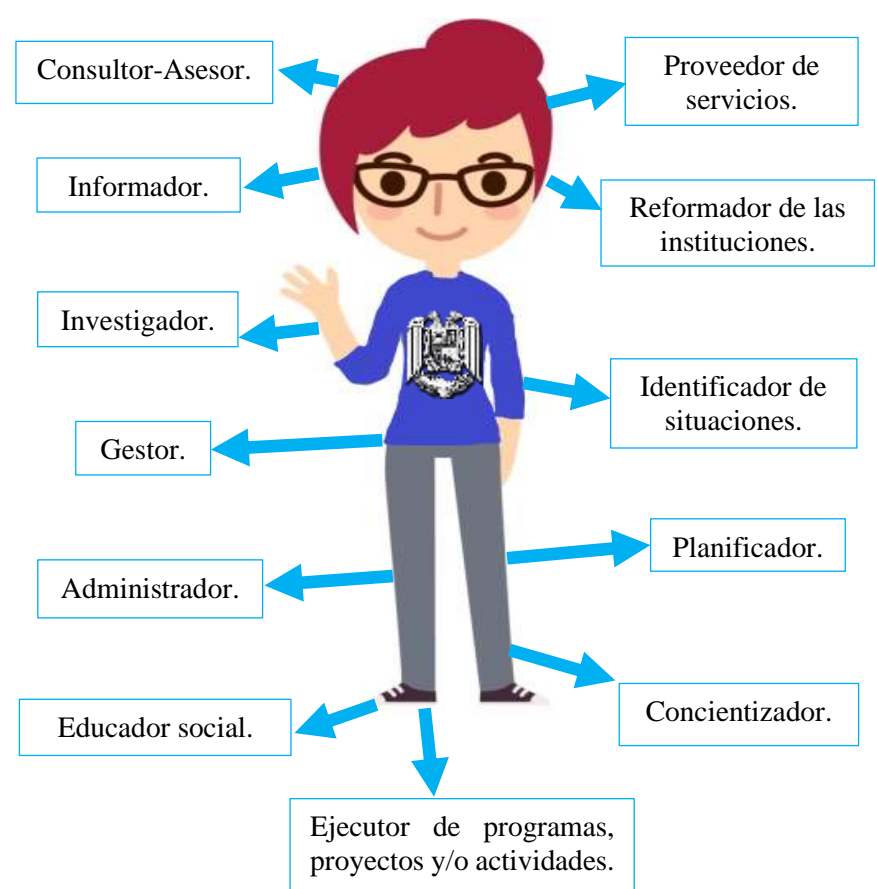 Consultor-Asesor.
Proveedor de
servicios.
Informador.
Reformador de las
instituciones.
Investigador.
Identificador de
situaciones.
Gestor.
Planificador.
Administrador.
Educador social.
Concientizador.
Ejecutor de programas,
proyectos y/o actividades.